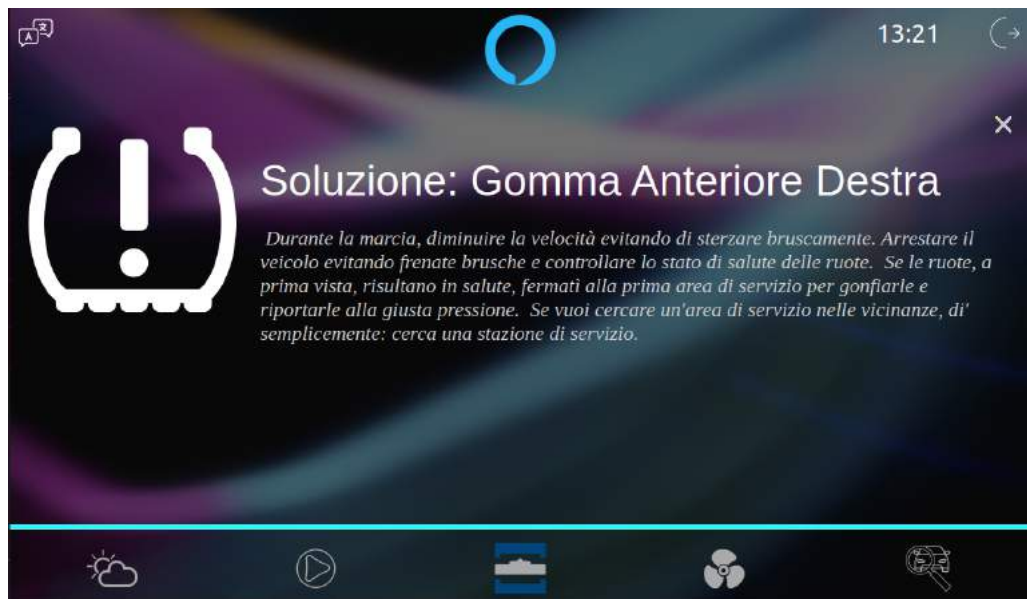 13:21
Soluzione: Gomma Anteriore Destra
Durante la marcia, diminuire la velocità evitando di sterzare bruscamente. Arrestare il
veicolo evitando frenate brusche e controllare lo stato di salute delle ruote.  Se le ruote, a
prima vista, risultano in salute, fermatì alla prima area di servizio per gonfiarle e
riportarle alla giusta pressione.  Se vuoi cercare un'area di servizio nelle vicinanze, di'
semplicemente: cerca una stazione di servizio.